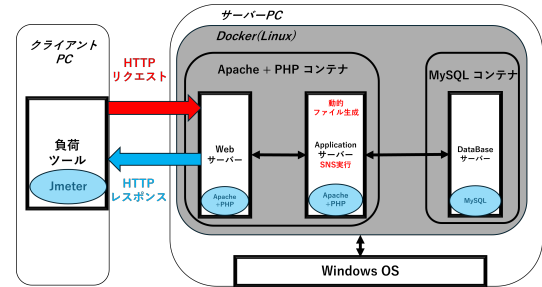 クライアント
PC
負荷
ツール
Jmeter
HTTP
リクエスト
HTTP
レスポンス
サーバーPC
Docker(Linux)
Apache + PHP コンテナ
Web
サーバー
Apache
+PHP
動的
ファイル生成
Application
サーバー
SNS実行
Apache
+PHP
MySQL コンテナ
DataBase
サーバー
MySQL
Windows OS